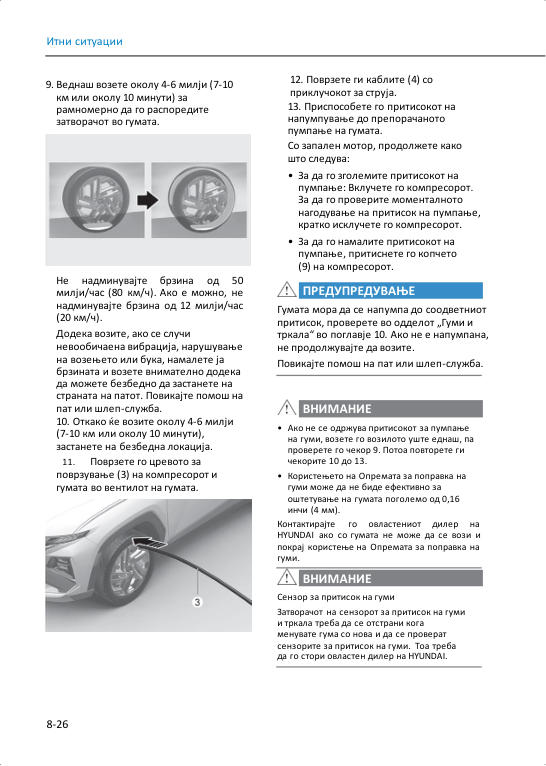 Итни ситуации
9. Веднаш возете околу 4-6 милји (7-10
км или околу 10 минути) за
рамномерно да го распоредите
затворачот во гумата.
Не надминувајте брзина од 50
милји/час (80 км/ч). Ако е можно, не
надминувајте брзина од 12 милји/час
(20 км/ч).
Додека возите, ако се случи
невообичаена вибрација, нарушување
на возењето или бука, намалете ја
брзината и возете внимателно додека
да можете безбедно да застанете на
страната на патот. Повикајте помош на
пат или шлеп-служба.
10. Откако ќе возите околу 4-6 милји
(7-10 км или околу 10 минути),
застанете на безбедна локација.
11. Поврзете го цревото за
поврзување (3) на компресорот и
гумата во вентилот на гумата.
3
12. Поврзете ги каблите (4) со
приклучокот за струја.
13. Приспособете го притисокот на
напумпување до препорачаното
пумпање на гумата.
Со запален мотор, продолжете како
што следува:
• За да го зголемите притисокот на
пумпање: Вклучете го компресорот.
За да го проверите моменталното
нагодување на притисок на пумпање,
кратко исклучете го компресорот.
• За да го намалите притисокот на
пумпање, притиснете го копчето
(9) на компресорот.
ПРЕДУПРЕДУВАЊЕ
Гумата мора да се напумпа до соодветниот
притисок, проверете во одделот „Гуми и
тркала“ во поглавје 10. Ако не е напумпана,
не продолжувајте да возите.
Повикајте помош на пат или шлеп-служба.
ВНИМАНИЕ
• Ако не се одржува притисокот за пумпање
на гуми, возете го возилото уште еднаш, па
проверете го чекор 9. Потоа повторете ги
чекорите 10 до 13.
• Користењето на Опремата за поправка на
гуми може да не биде ефективно за
оштетување на гумата поголемо од 0,16
инчи (4 мм).
Контактирајте го овластениот дилер на
HYUNDAI ако со гумата не може да се вози и
покрај користење на Опремата за поправка на
гуми.
ВНИМАНИЕ
Сензор за притисок на гуми
Затворачот на сензорот за притисок на гуми
и тркала треба да се отстрани кога
менувате гума со нова и да се проверат
сензорите за притисок на гуми. Тоа треба
да го стори овластен дилер на HYUNDAI.
8-26